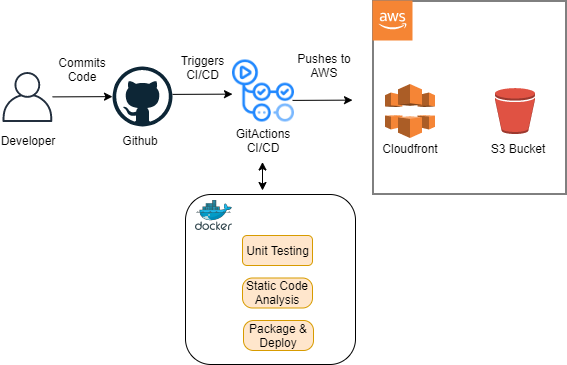 aws
Commits
Code
Triggers
CI/CD
Pushes to
AWS
Developer
Github
GitActions
CI/CD
Cloudfront
S3 Bucket
docker
Unit Testing
Static Code
Analysis
Package &
Deploy